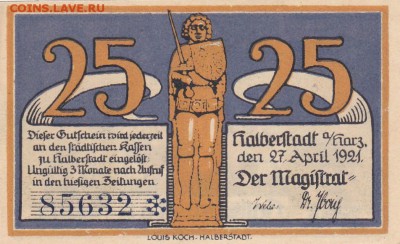 COINS.LAVE.RU
25 25
Dieser Gutschein wird jederzeit
an den städtischen Kassen
zu Halberstadt eingelöst.
Ungültig 3 Monate nach Aufruf
in den hiesigen Zeitungen.
85632
Halberstadt a/Harz.
den 27. April 1921.
Der Magistrat
LOUIS KOCH-HALBERSTADT.